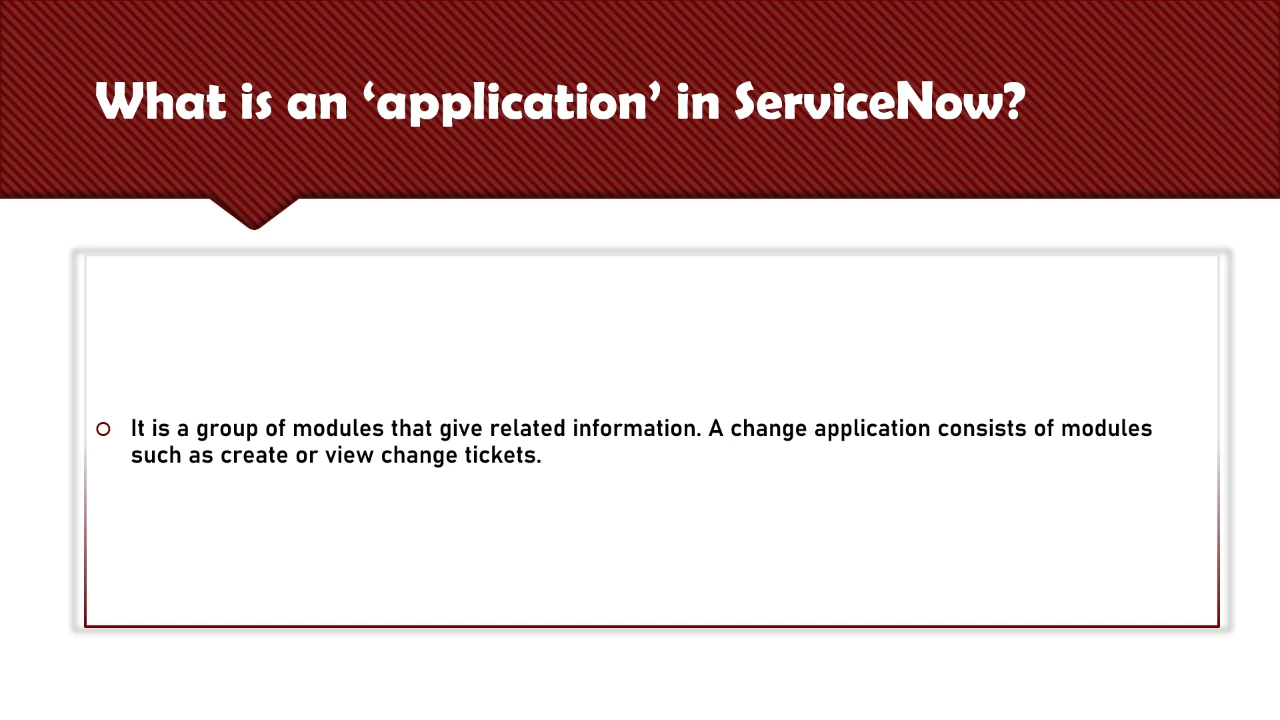 What is an ‘application’ in ServiceNow?
It is a group of modules that give related information. A change application consists of modules
such as create or view change tickets.